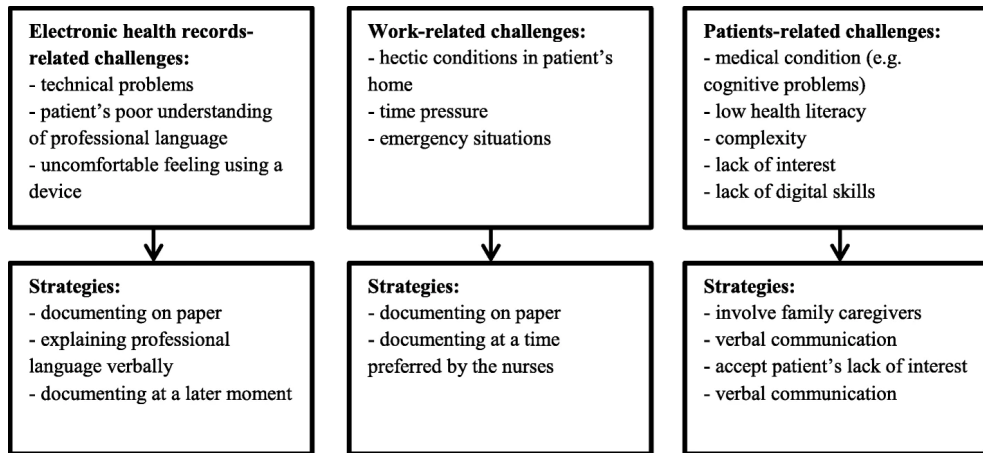 Electronic health records-
related challenges:
- technical problems
- patient's poor understanding
of professional language
- uncomfortable feeling using a
device
Work-related challenges:
- hectic conditions in patient's
home
- time pressure
- emergency situations
Patients-related challenges:
- medical condition (e.g.
cognitive problems)
- low health literacy
- complexity
- lack of interest
- lack of digital skills
Strategies:
- documenting on paper
- explaining professional
language verbally
- documenting at a later moment
Strategies:
- documenting on paper
- documenting at a time
preferred by the nurses
Strategies:
- involve family caregivers
- verbal communication
- accept patient's lack of interest
- verbal communication